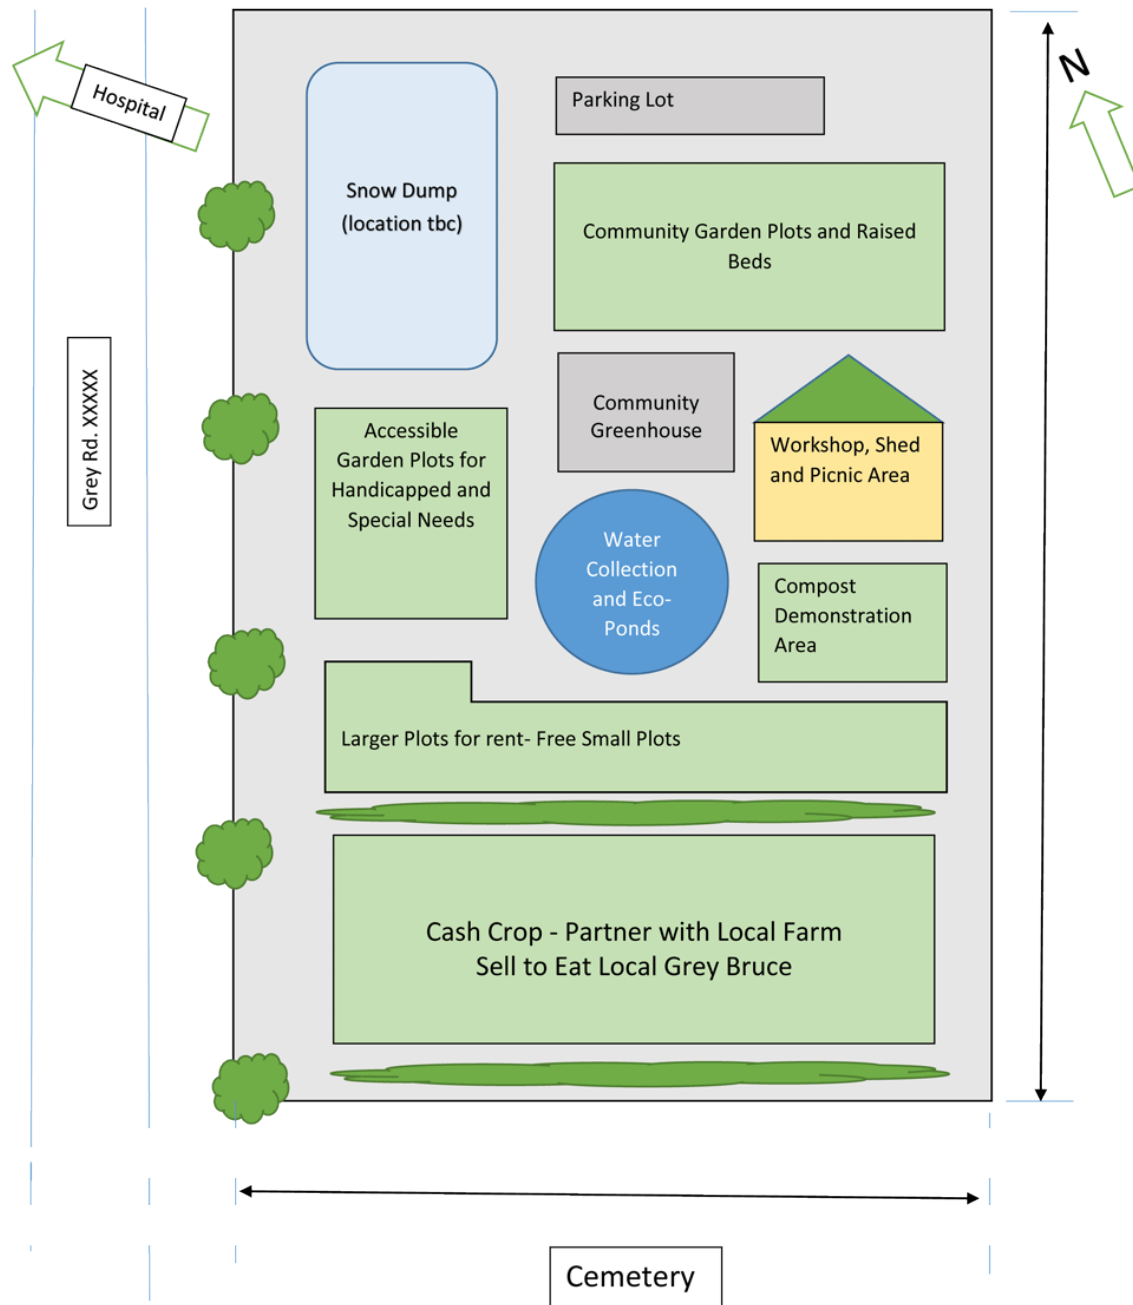 N
Hospital
Parking Lot
Snow Dump
(location tbc)
Community Garden Plots and Raised
Beds
Grey Rd. XXXXX
Community
Greenhouse
Accessible
Garden Plots for
Handicapped and
Special Needs
Workshop, Shed
and Picnic Area
Water
Collection
and Eco-
Ponds
Compost
Demonstration
Area
Larger Plots for rent- Free Small Plots
Cash Crop - Partner with Local Farm
Sell to Eat Local Grey Bruce
Cemetery